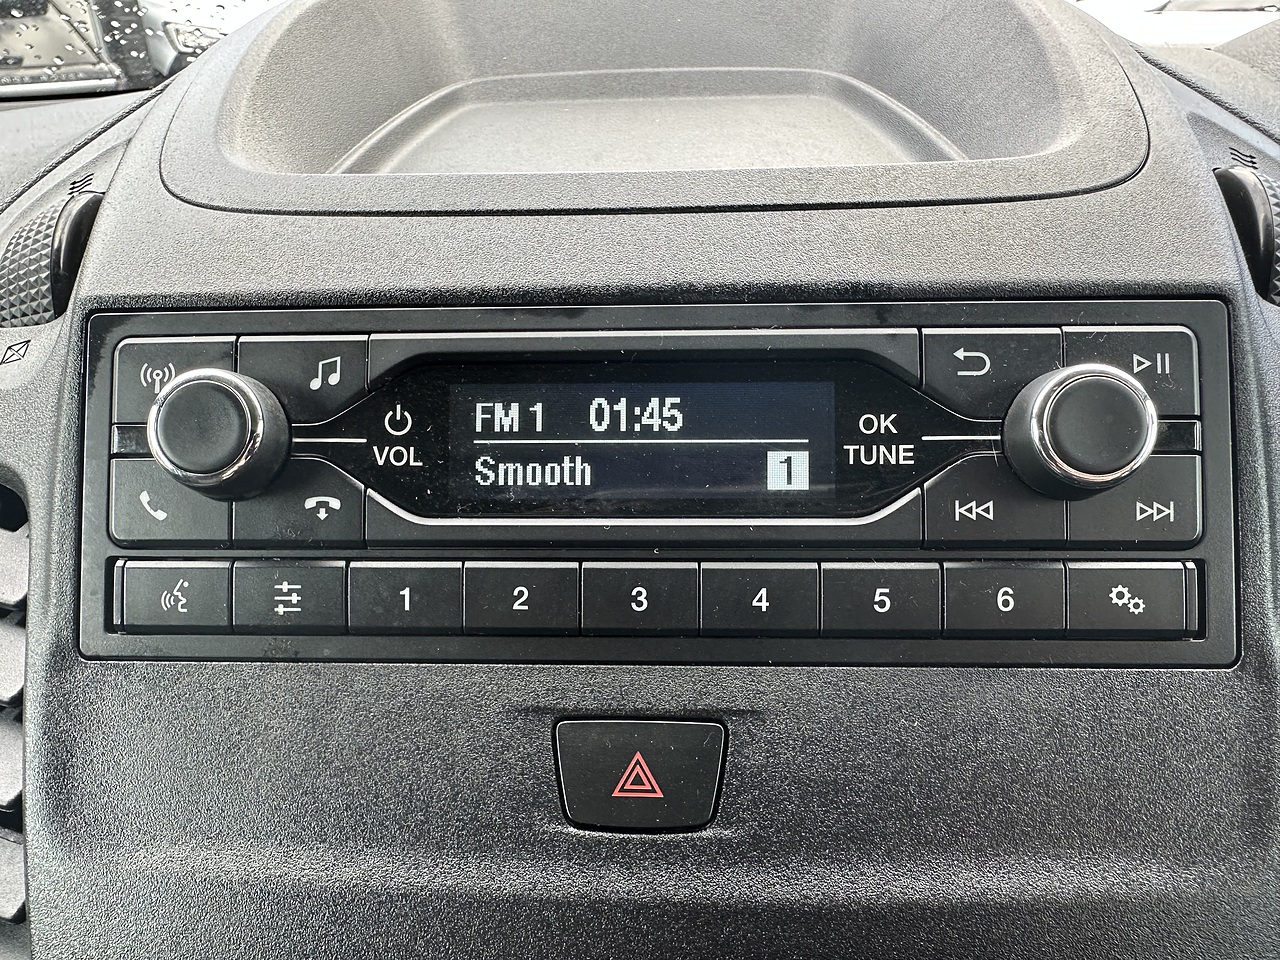 FM 1 01:45
Smooth 1
VOL
OK
TUNE
1 2 3 4 5 6